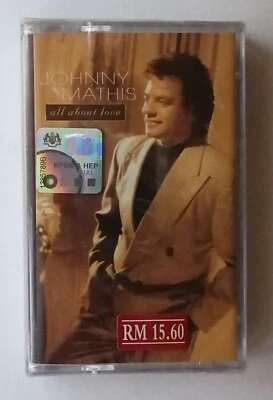 JOHNNY
MATHIS
all about love
RM 15.60